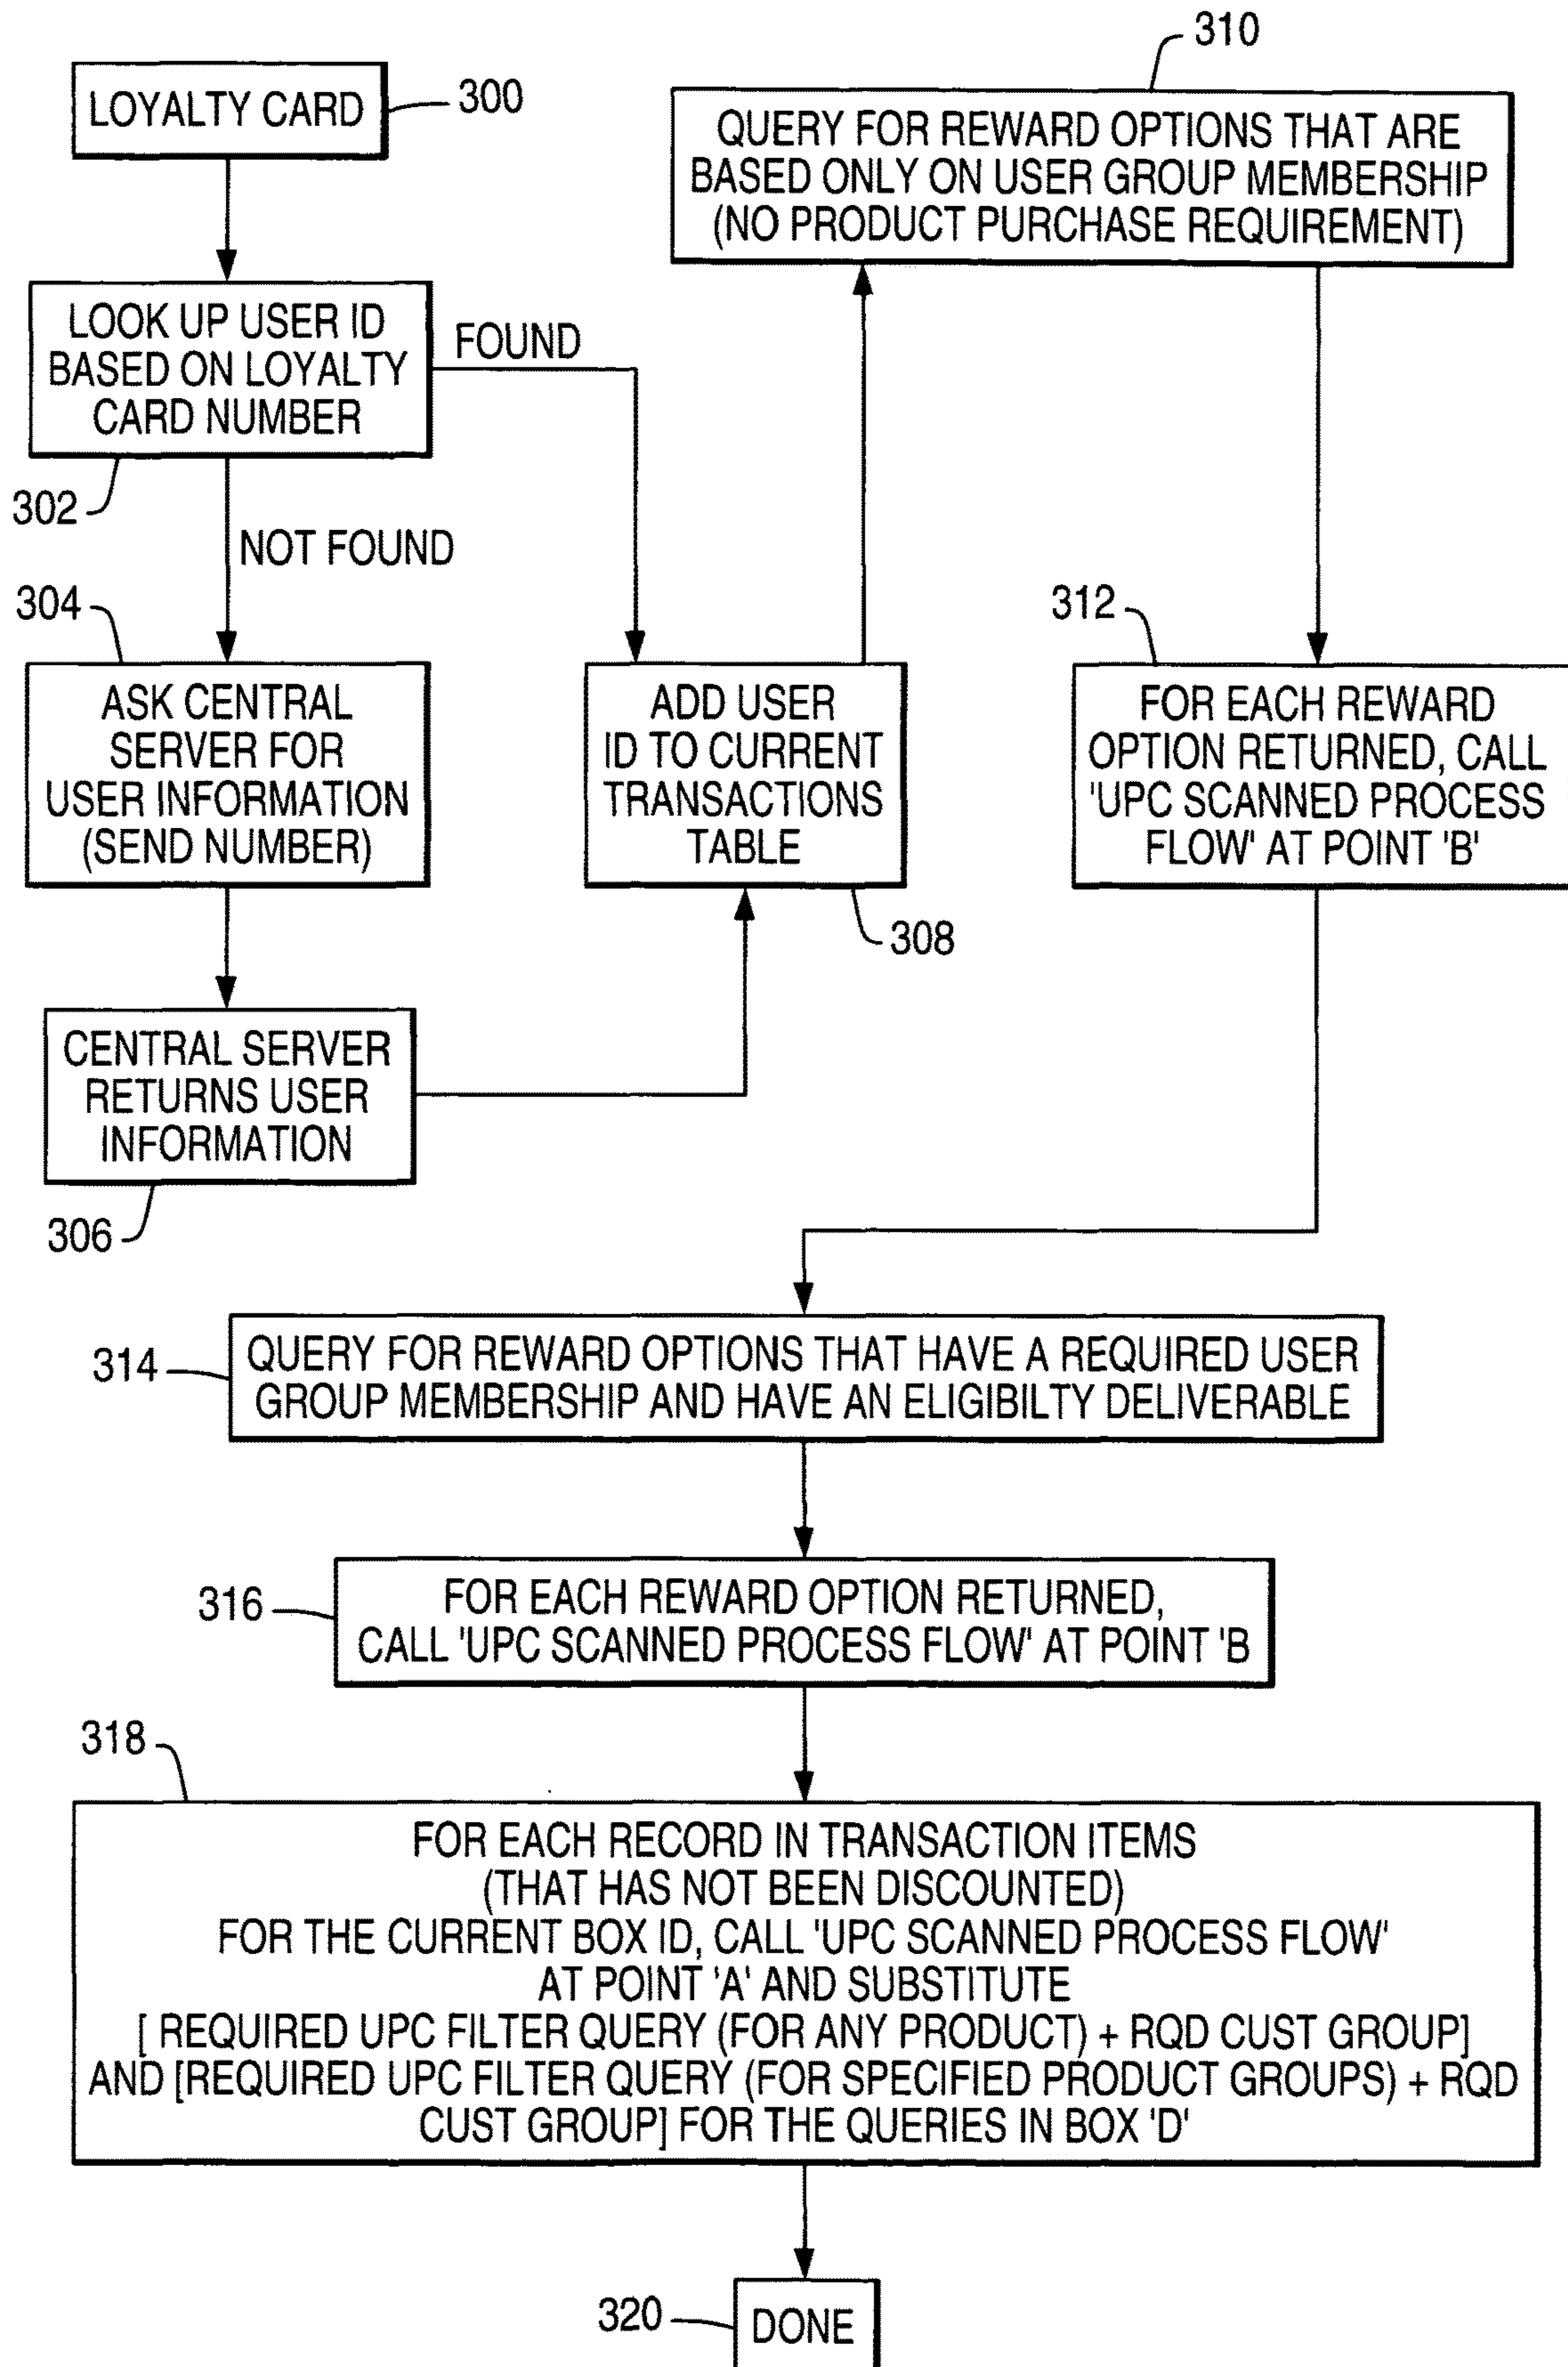 LOYALTY CARD
300
LOOK UP USER ID
BASED ON LOYALTY
CARD NUMBER
302
FOUND
NOT FOUND
304
ASK CENTRAL
SERVER FOR
USER INFORMATION
(SEND NUMBER)
CENTRAL SERVER
RETURNS USER
INFORMATION
306
ADD USER
ID TO CURRENT
TRANSACTIONS
TABLE
308
310
QUERY FOR REWARD OPTIONS THAT ARE
BASED ONLY ON USER GROUP MEMBERSHIP
(NO PRODUCT PURCHASE REQUIREMENT)
312
FOR EACH REWARD
OPTION RETURNED, CALL
'UPC SCANNED PROCESS
FLOW' AT POINT 'B'
314
QUERY FOR REWARD OPTIONS THAT HAVE A REQUIRED USER
GROUP MEMBERSHIP AND HAVE AN ELIGIBILTY DELIVERABLE
316
FOR EACH REWARD OPTION RETURNED,
CALL 'UPC SCANNED PROCESS FLOW' AT POINT 'B
318
FOR EACH RECORD IN TRANSACTION ITEMS
(THAT HAS NOT BEEN DISCOUNTED)
FOR THE CURRENT BOX ID, CALL 'UPC SCANNED PROCESS FLOW'
AT POINT 'A' AND SUBSTITUTE
[ REQUIRED UPC FILTER QUERY (FOR ANY PRODUCT) + RQD CUST GROUP]
AND [REQUIRED UPC FILTER QUERY (FOR SPECIFIED PRODUCT GROUPS) + RQD
CUST GROUP] FOR THE QUERIES IN BOX 'D'
320
DONE